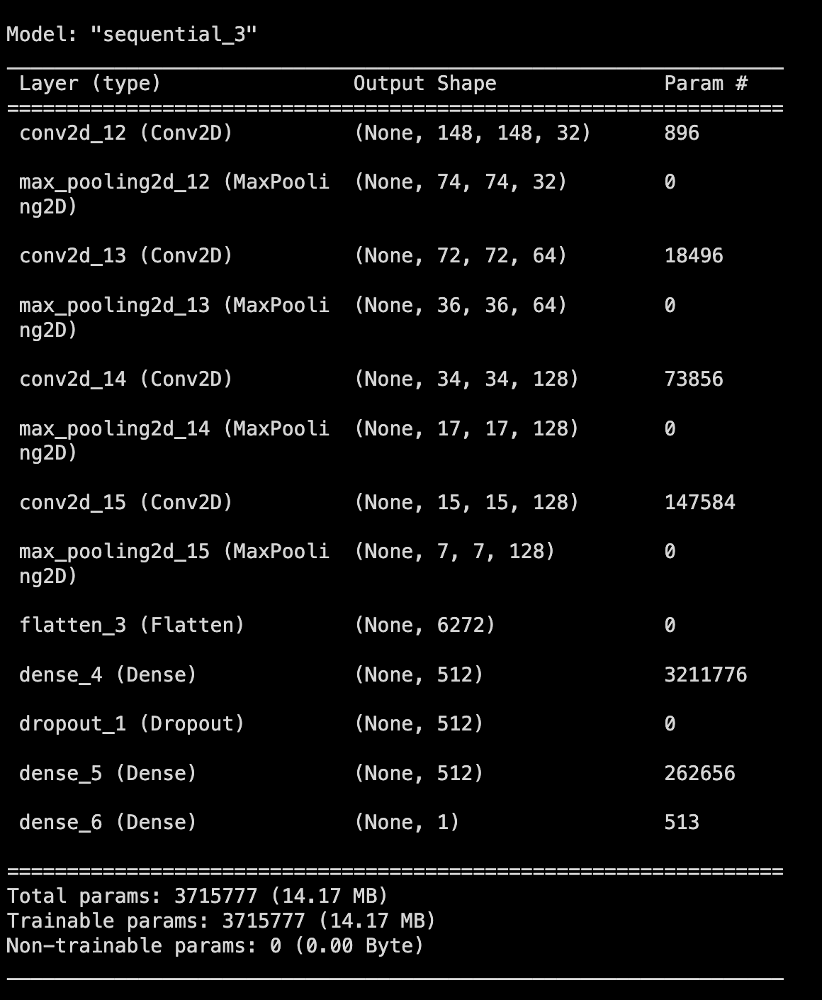 Model: "sequential_3"
Layer (type) Output Shape Param #
=================================================================
conv2d_12 (Conv2D) (None, 148, 148, 32) 896
max_pooling2d_12 (MaxPooli (None, 74, 74, 32) 0
ng2D)
conv2d_13 (Conv2D) (None, 72, 72, 64) 18496
max_pooling2d_13 (MaxPooli (None, 36, 36, 64) 0
ng2D)
conv2d_14 (Conv2D) (None, 34, 34, 128) 73856
max_pooling2d_14 (MaxPooli (None, 17, 17, 128) 0
ng2D)
conv2d_15 (Conv2D) (None, 15, 15, 128) 147584
max_pooling2d_15 (MaxPooli (None, 7, 7, 128) 0
ng2D)
flatten_3 (Flatten) (None, 6272) 0
dense_4 (Dense) (None, 512) 3211776
dropout_1 (Dropout) (None, 512) 0
dense_5 (Dense) (None, 512) 262656
dense_6 (Dense) (None, 1) 513
=================================================================
Total params: 3715777 (14.17 MB)
Trainable params: 3715777 (14.17 MB)
Non-trainable params: 0 (0.00 Byte)